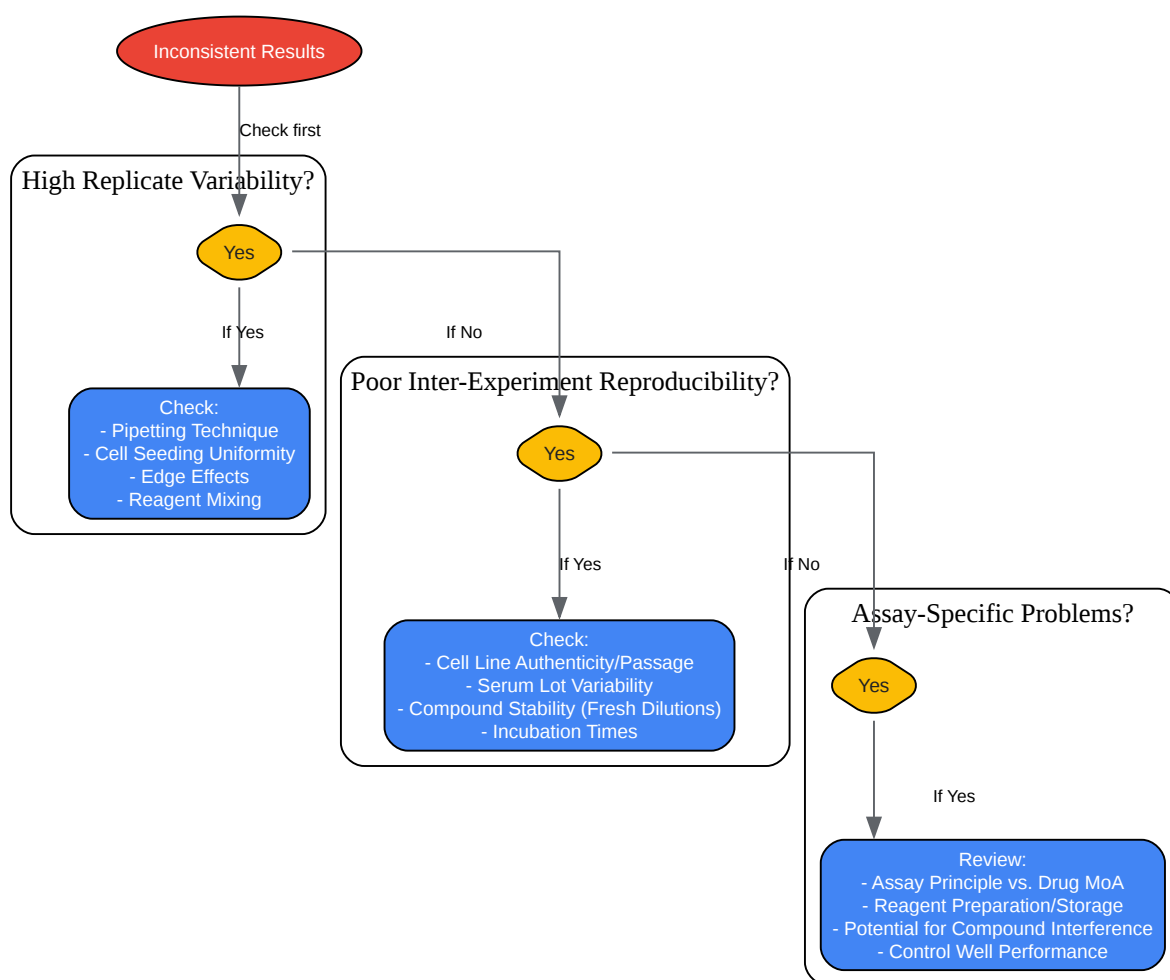 Inconsistent Results
Check first
High Replicate Variability?
Yes
If Yes
If No
Check:
- Pipetting Technique
- Cell Seeding Uniformity
- Edge Effects
- Reagent Mixing
Poor Inter-Experiment Reproducibility?
Yes
If Yes
If No
Check:
- Cell Line Authenticity/Passage
- Serum Lot Variability
- Compound Stability (Fresh Dilutions)
- Incubation Times
Assay-Specific Problems?
Yes
If Yes
Review:
- Assay Principle vs. Drug MoA
- Reagent Preparation/Storage
- Potential for Compound Interference
- Control Well Performance